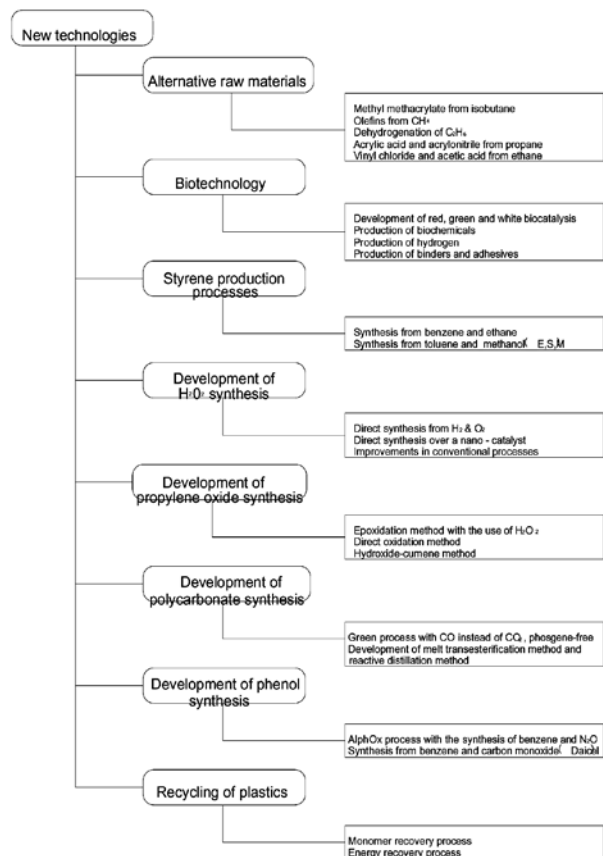 New technologies
Alternative raw materials
Methyl methacrylate from isobutane
Olefins from CH₄
Dehydrogenation of C₂H₆
Acrylic acid and acrylonitrile from propane
Vinyl chloride and acetic acid from ethane
Biotechnology
Development of red, green and white biocatalysis
Production of biochemicals
Production of hydrogen
Production of binders and adhesives
Styrene production
processes
Synthesis from benzene and ethane
Synthesis from toluene and methanol( E,S,M)
Development of
H₂O₂ synthesis
Direct synthesis from H₂ & O₂
Direct synthesis over a nano - catalyst
Improvements in conventional processes
Development of
propylene oxide synthesis
Epoxidation method with the use of H₂O₂
Direct oxidation method
Hydroxide-cumene method
Development of
polycarbonate synthesis
Green process with CO instead of CO₂, phosgene-free
Development of melt transesterification method and
reactive distillation method
Development of phenol
synthesis
AlphOx process with the synthesis of benzene and N₂O
Synthesis from benzene and carbon monoxide(
Recycling of plastics
Monomer recovery process
Energy recovery process